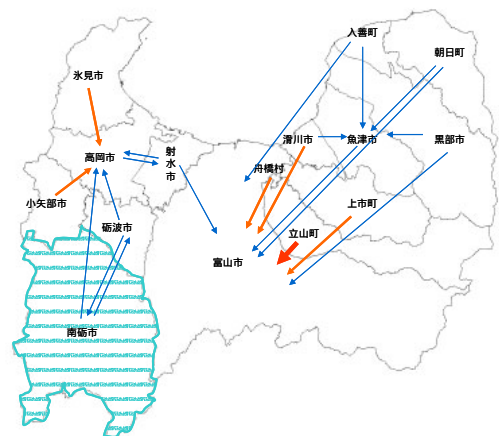 入善町
朝日町
氷見市
滑川市
魚津市
黒部市
高岡市
射
水
市
舟橋村
小矢部市
上市町
砺波市
立山町
富山市
南砺市